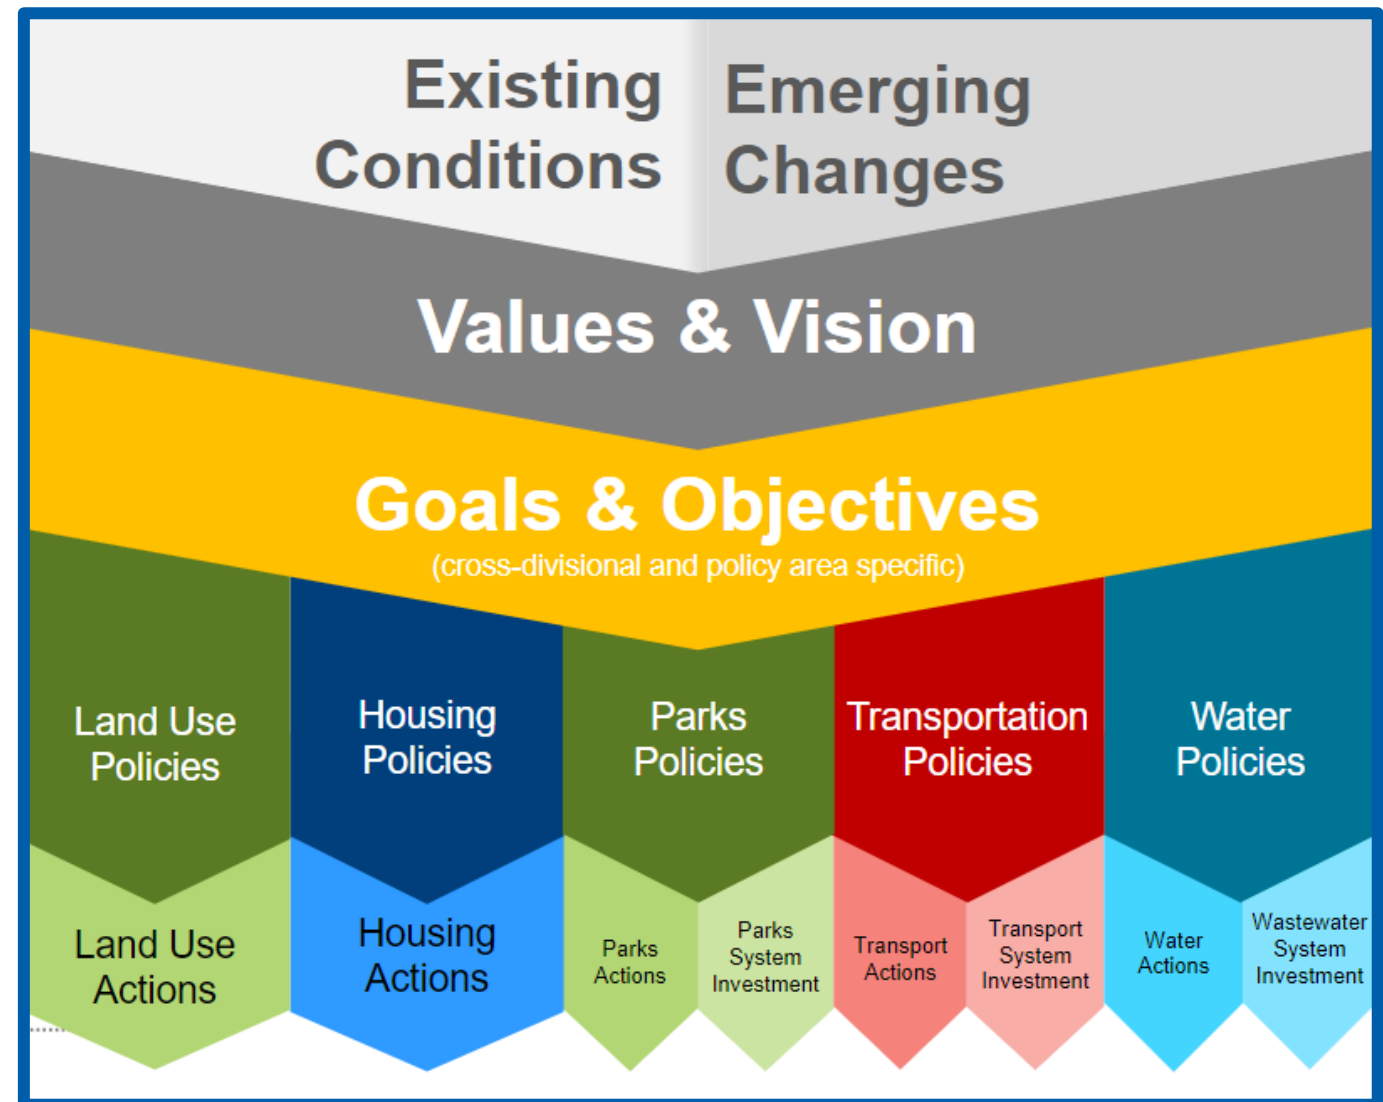 Existing
Conditions
Emerging
Changes
Values & Vision
Goals & Objectives
(cross-divisional and policy area specific)
Land Use
Policies
Housing
Policies
Parks
Policies
Transportation
Policies
Water
Policies
Land Use
Actions
Housing
Actions
Parks
Actions
Parks
System
Investment
Transport
Actions
Transport
System
Investment
Water
Actions
Wastewater
System
Investment